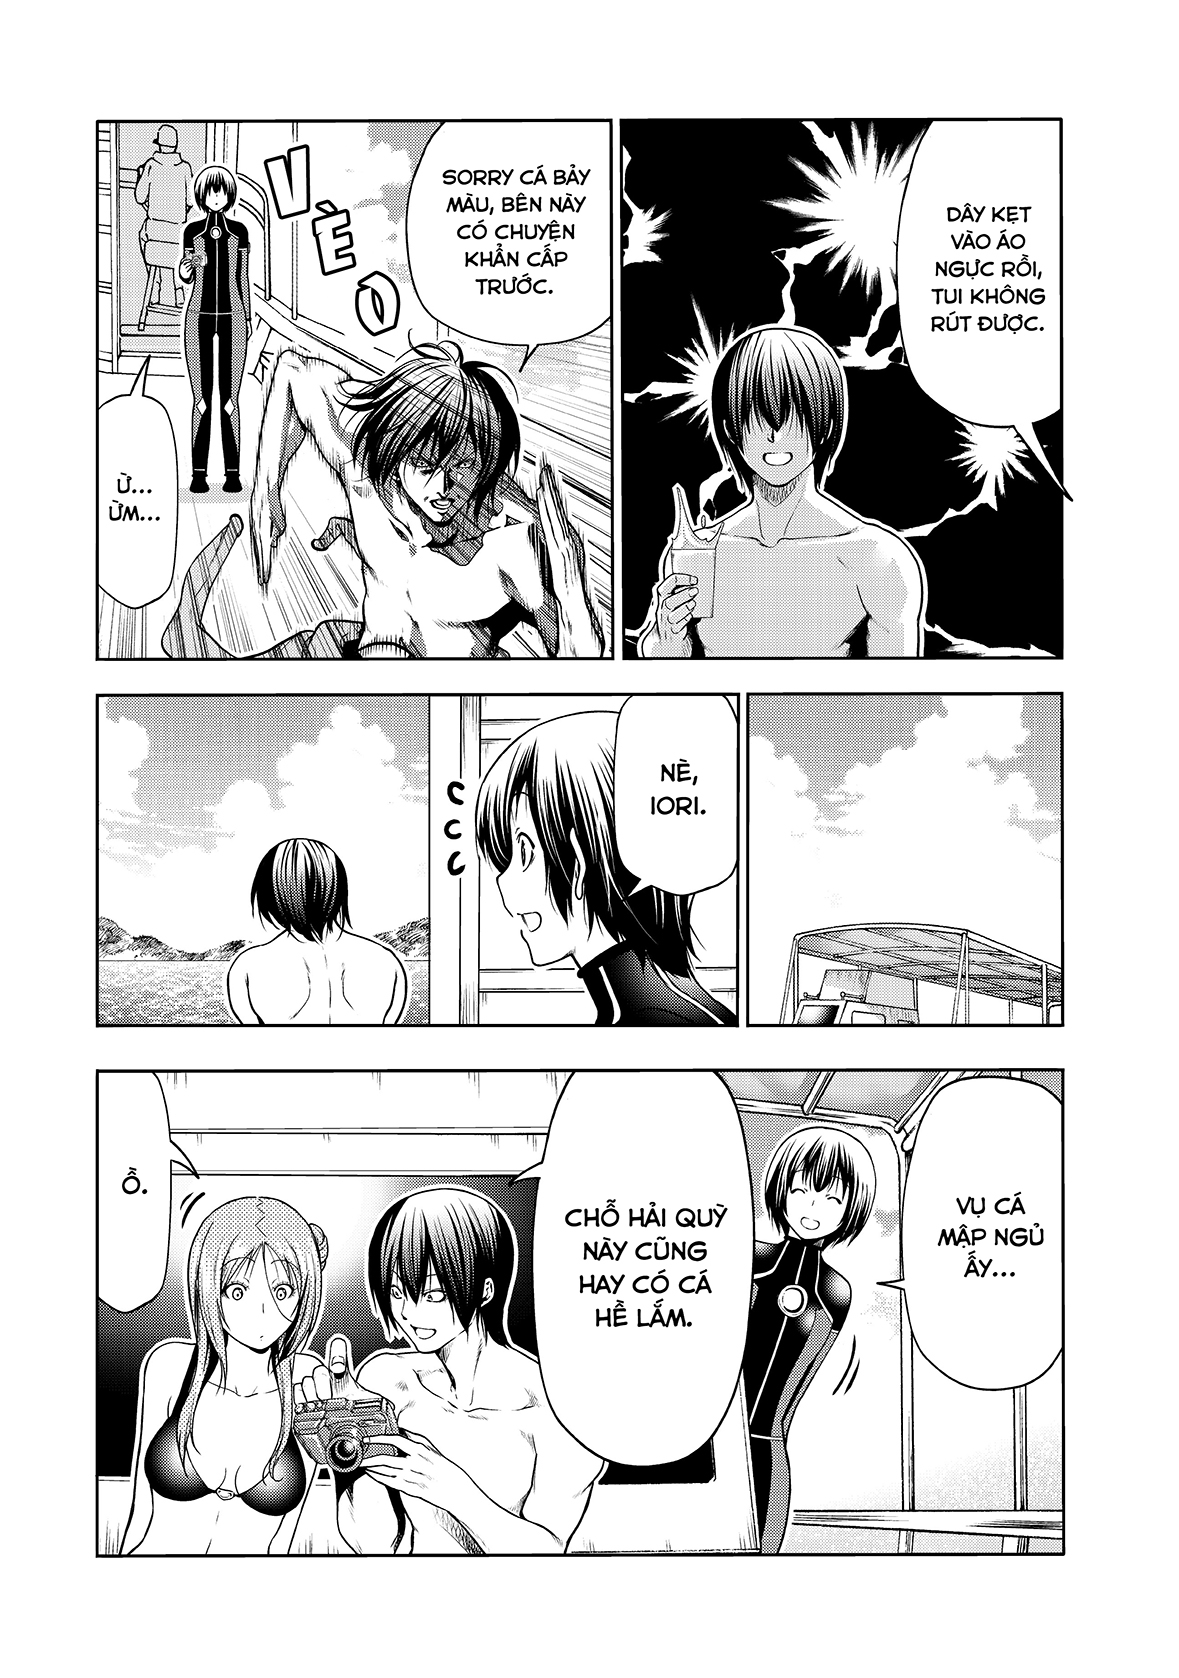 DÂY KẸT
VÀO ÁO
NGỰC RỒI,
TUI KHÔNG
RÚT ĐƯỢC.
SORRY CÁ BẢY
MÀU, BÊN NÀY
CÓ CHUYỆN
KHẨN CẤP
TRƯỚC.
VÈO
Ừ...
ỪM...
NÈ,
IORI.
VỤ CÁ
MẬP NGỦ
ẤY...
CHỖ HẢI QUỲ
NÀY CŨNG
HAY CÓ CÁ
HỀ LẮM.
Ồ.